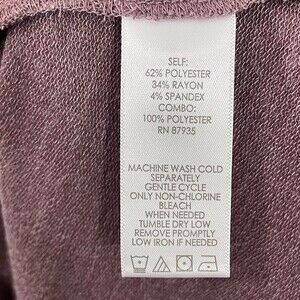 SELF:
62% POLYESTER
34% RAYON
4% SPANDEX
COMBO:
100% POLYESTER
RN 87935
MACHINE WASH COLD
SEPARATELY
GENTLE CYCLE
ONLY NON-CHLORINE
BLEACH
WHEN NEEDED
TUMBLE DRY LOW
REMOVE PROMPTLY
LOW IRON IF NEEDED